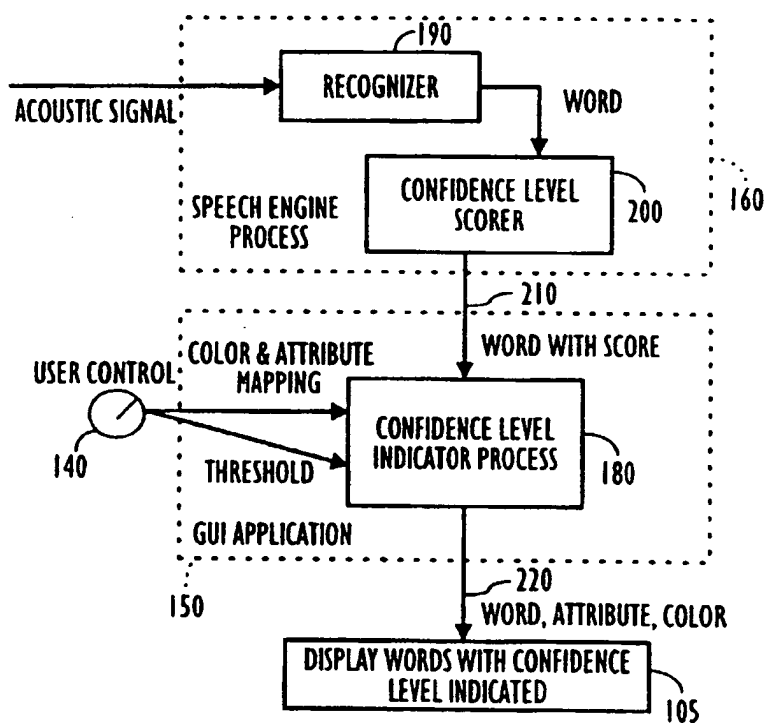 190
RECOGNIZER
ACOUSTIC SIGNAL
WORD
CONFIDENCE LEVEL
SCORER
200
160
SPEECH ENGINE
PROCESS
210
WORD WITH SCORE
COLOR & ATTRIBUTE
MAPPING
USER CONTROL
140
THRESHOLD
CONFIDENCE LEVEL
INDICATOR PROCESS
180
GUI APPLICATION
150
220
WORD, ATTRIBUTE, COLOR
DISPLAY WORDS WITH CONFIDENCE
LEVEL INDICATED
105